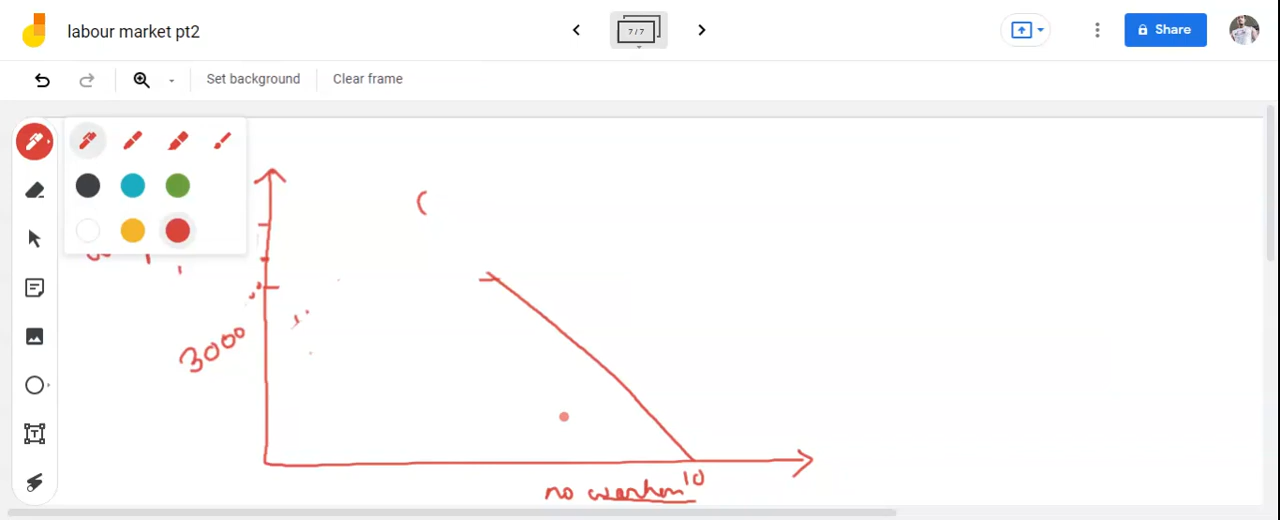 labour market pt2
7 / 7
Share
Set background
Clear frame
3000
10
no workers